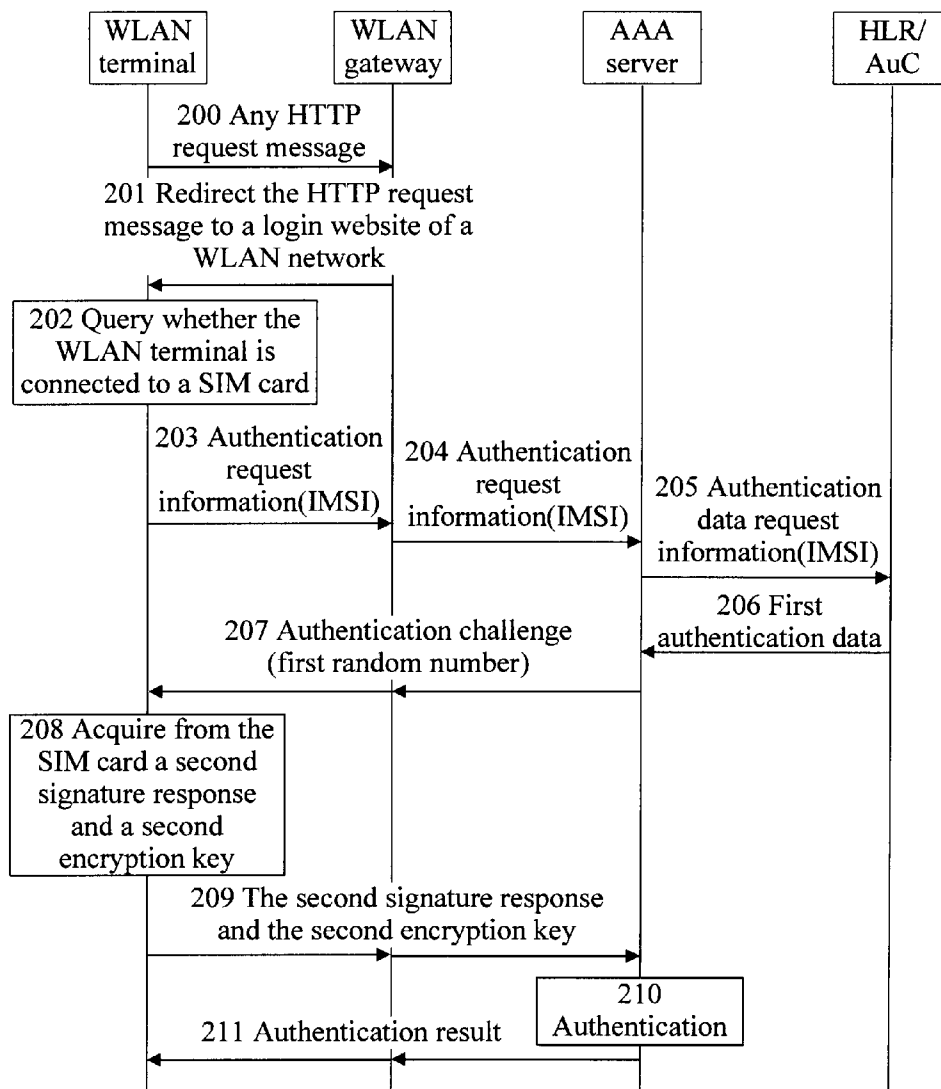 WLAN
terminal
WLAN
gateway
AAA
server
HLR/
AuC
200 Any HTTP
request message
201 Redirect the HTTP request
message to a login website of a
WLAN network
202 Query whether the
WLAN terminal is
connected to a SIM card
203 Authentication
request
information(IMSI)
204 Authentication
request
information(IMSI)
205 Authentication
data request
information(IMSI)
206 First
authentication data
207 Authentication challenge
(first random number)
208 Acquire from the
SIM card a second
signature response
and a second
encryption key
209 The second signature response
and the second encryption key
210
Authentication
211 Authentication result